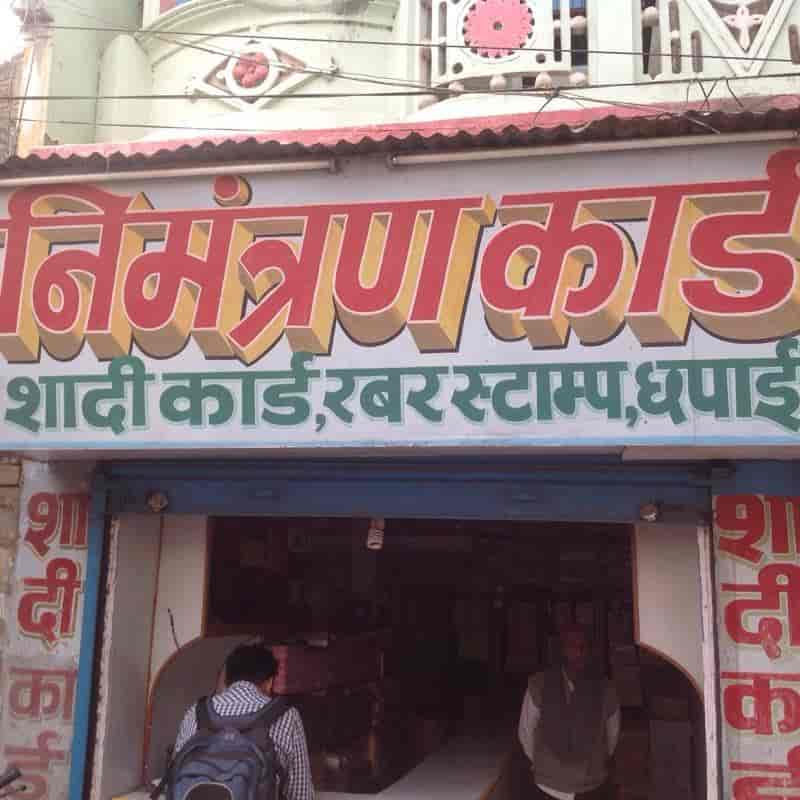 निमंत्रण कार्ड
शादी कार्ड, रबर स्टाम्प, छपाई
शा
दी
का
र्ड
शा
दी
का
र्ड